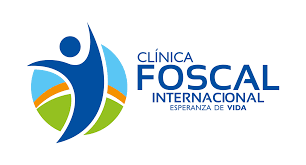 CLÍNICA
FOSCAL
INTERNACIONAL
ESPERANZA DE VIDA